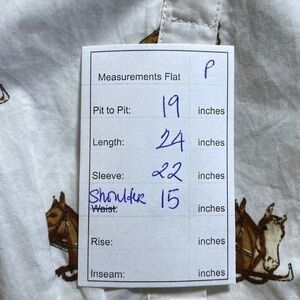 P
Measurements Flat
Pit to Pit: 19 inches
Length: 24 inches
Sleeve: 22 inches
Shoulder 15
Waist: inches
Rise: inches
Inseam: inches